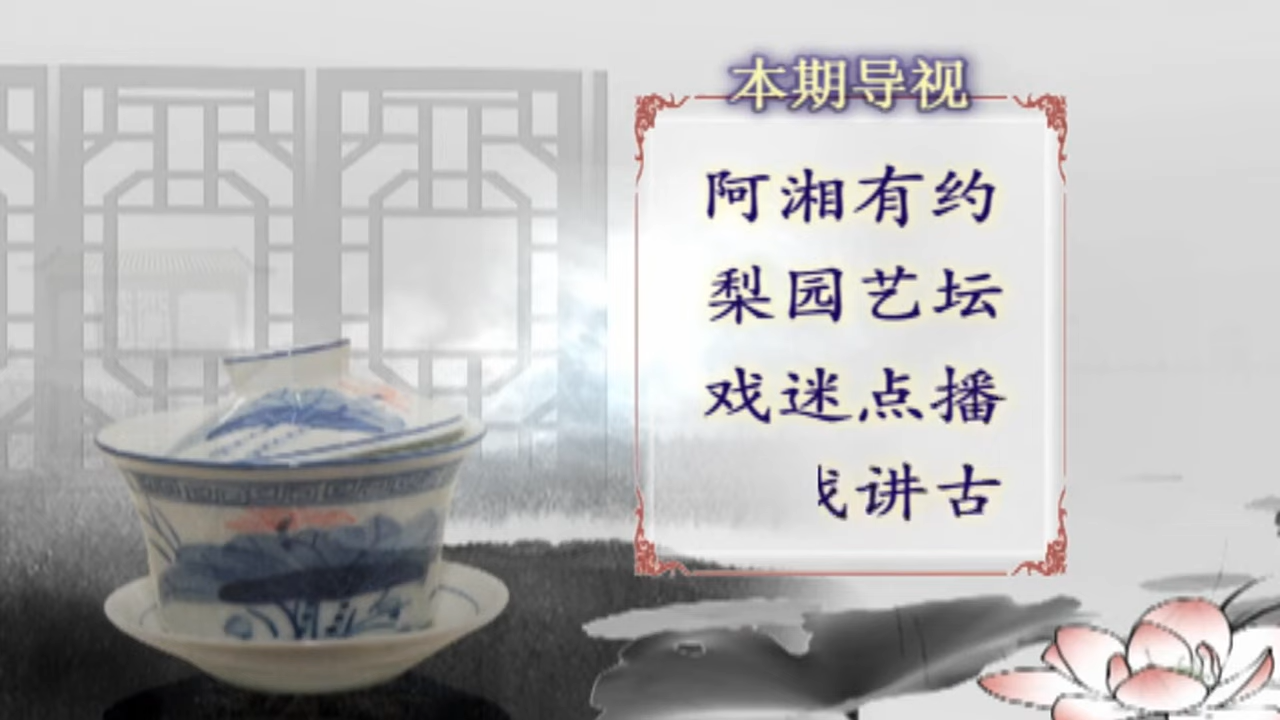 本期导视
阿湘有约
梨园艺坛
戏迷点播
讲古